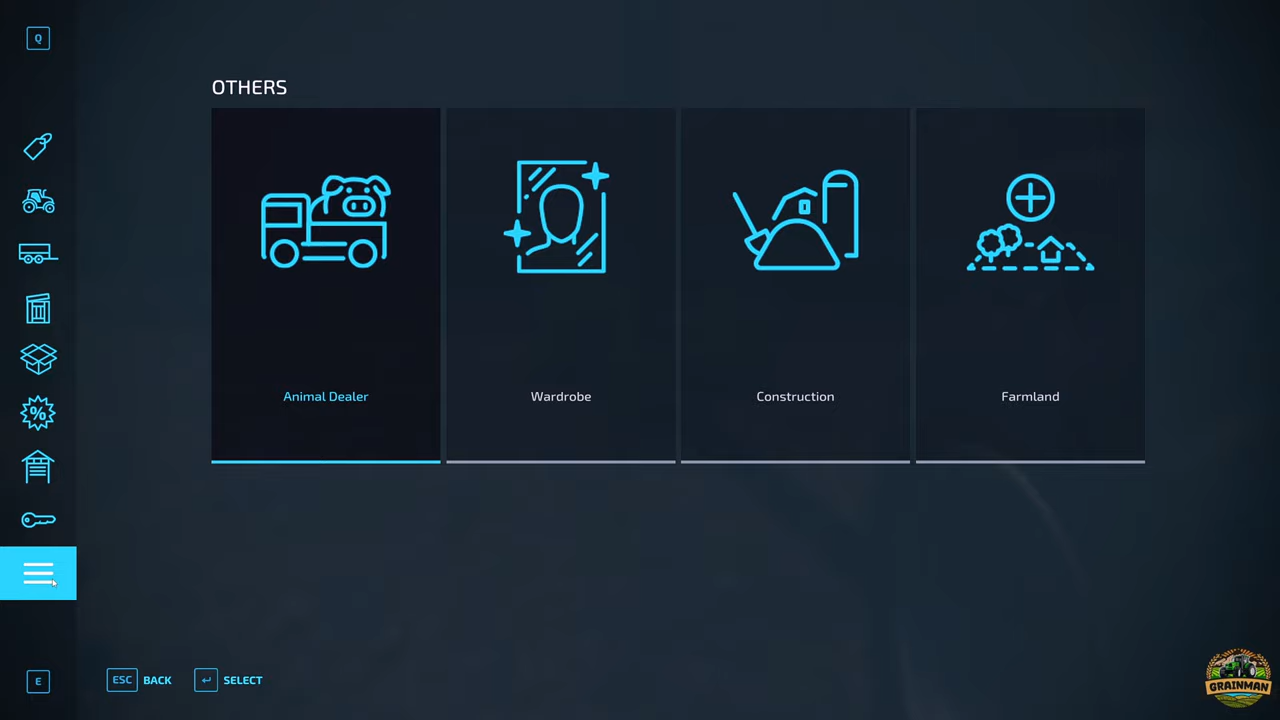 Q
OTHERS
Animal Dealer
Wardrobe
Construction
Farmland
%
E
ESC BACK
SELECT
GRAINMAN